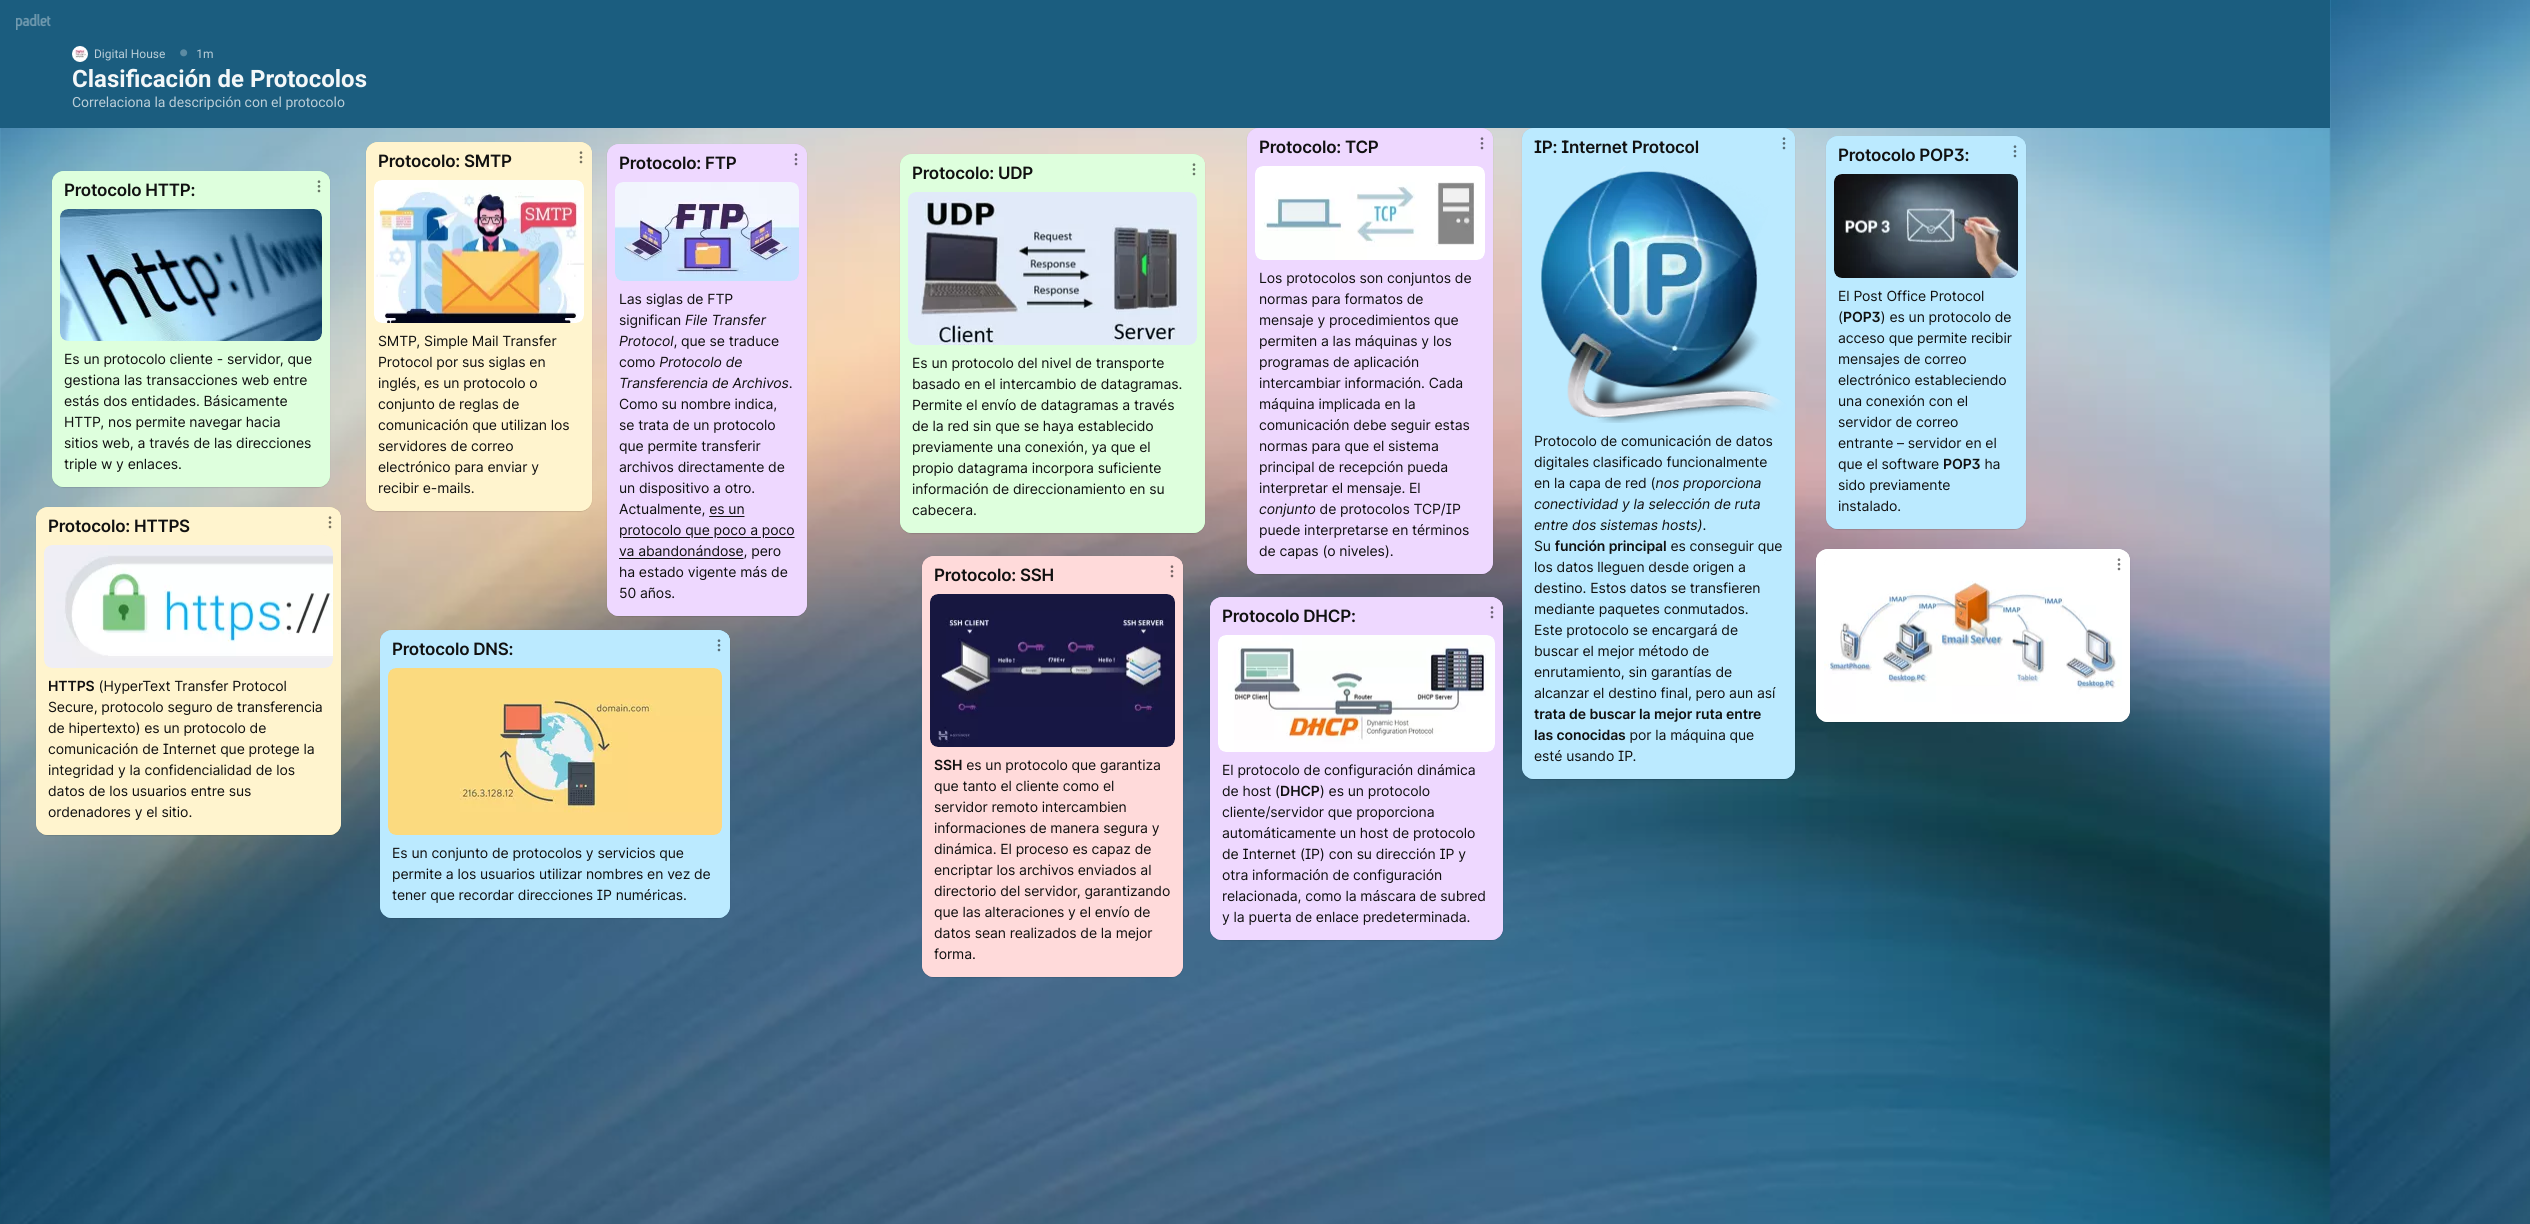 padlet
Digital House • 1m
Clasificación de Protocolos
Correlaciona la descripción con el protocolo
Protocolo HTTP:
http://www
Es un protocolo cliente - servidor, que
gestiona las transacciones web entre
estás dos entidades. Básicamente
HTTP, nos permite navegar hacia
sitios web, a través de las direcciones
triple w y enlaces.
Protocolo: HTTPS
https://
HTTPS (HyperText Transfer Protocol
Secure, protocolo seguro de transferencia
de hipertexto) es un protocolo de
comunicación de Internet que protege la
integridad y la confidencialidad de los
datos de los usuarios entre sus
ordenadores y el sitio.
Protocolo: SMTP
SMTP
SMTP, Simple Mail Transfer
Protocol por sus siglas en
inglés, es un protocolo o
conjunto de reglas de
comunicación que utilizan los
servidores de correo
electrónico para enviar y
recibir e-mails.
Protocolo: FTP
FTP
Las siglas de FTP
significan File Transfer
Protocol, que se traduce
como Protocolo de
Transferencia de Archivos.
Como su nombre indica,
se trata de un protocolo
que permite transferir
archivos directamente de
un dispositivo a otro.
Actualmente, es un
protocolo que poco a poco
va abandonándose, pero
ha estado vigente más de
50 años.
Protocolo DNS:
domain.com
216.3.128.12
Es un conjunto de protocolos y servicios que
permite a los usuarios utilizar nombres en vez de
tener que recordar direcciones IP numéricas.
Protocolo: UDP
UDP
Request
Response
Response
Client
Server
Es un protocolo del nivel de transporte
basado en el intercambio de datagramas.
Permite el envío de datagramas a través
de la red sin que se haya establecido
previamente una conexión, ya que el
propio datagrama incorpora suficiente
información de direccionamiento en su
cabecera.
Protocolo: SSH
SSH CLIENT
SSH SERVER
Hello !
f7#E+r
Hello !
SSH es un protocolo que garantiza
que tanto el cliente como el
servidor remoto intercambien
informaciones de manera segura y
dinámica. El proceso es capaz de
encriptar los archivos enviados al
directorio del servidor, garantizando
que las alteraciones y el envío de
datos sean realizados de la mejor
forma.
Protocolo: TCP
TCP
Los protocolos son conjuntos de
normas para formatos de
mensaje y procedimientos que
permiten a las máquinas y los
programas de aplicación
intercambiar información. Cada
máquina implicada en la
comunicación debe seguir estas
normas para que el sistema
principal de recepción pueda
interpretar el mensaje. El
conjunto de protocolos TCP/IP
puede interpretarse en términos
de capas (o niveles).
Protocolo DHCP:
DHCP Client
Router
DHCP Server
DHCP
Dynamic Host
Configuration Protocol
El protocolo de configuración dinámica
de host (DHCP) es un protocolo
cliente/servidor que proporciona
automáticamente un host de protocolo
de Internet (IP) con su dirección IP y
otra información de configuración
relacionada, como la máscara de subred
y la puerta de enlace predeterminada.
IP: Internet Protocol
IP
Protocolo de comunicación de datos
digitales clasificado funcionalmente
en la capa de red (nos proporciona
conectividad y la selección de ruta
entre dos sistemas hosts).
Su función principal es conseguir que
los datos lleguen desde origen a
destino. Estos datos se transfieren
mediante paquetes conmutados.
Este protocolo se encargará de
buscar el mejor método de
enrutamiento, sin garantías de
alcanzar el destino final, pero aun así
trata de buscar la mejor ruta entre
las conocidas por la máquina que
esté usando IP.
Protocolo POP3:
POP 3
El Post Office Protocol
(POP3) es un protocolo de
acceso que permite recibir
mensajes de correo
electrónico estableciendo
una conexión con el
servidor de correo
entrante – servidor en el
que el software POP3 ha
sido previamente
instalado.
IMAP
IMAP
IMAP
IMAP
Email Server
SmartPhone
Desktop PC
Tablet
Desktop PC